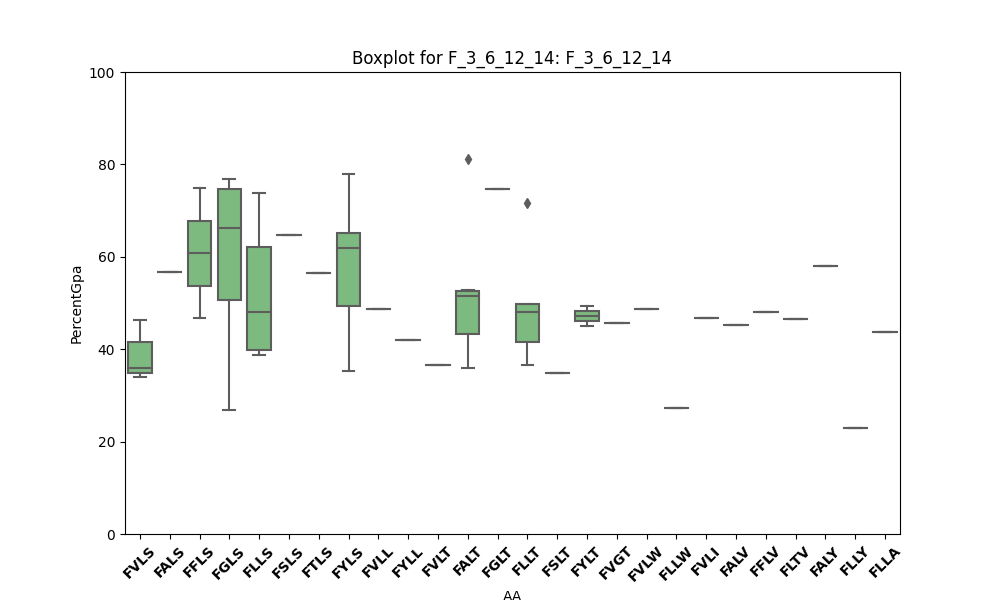 Boxplot for F_3_6_12_14: F_3_6_12_14
100
80
60
40
20
0
PercentGpa
FVLS FALS FFLS FGLS FLLS FSLS FTLS FYLS FVLL FYLL FVLT FALT FGLT FLLT FSLT FYLT FVGT FVLW FLLW FVLI FALV FFLV FLTV FALY FLLY FLLA
AA